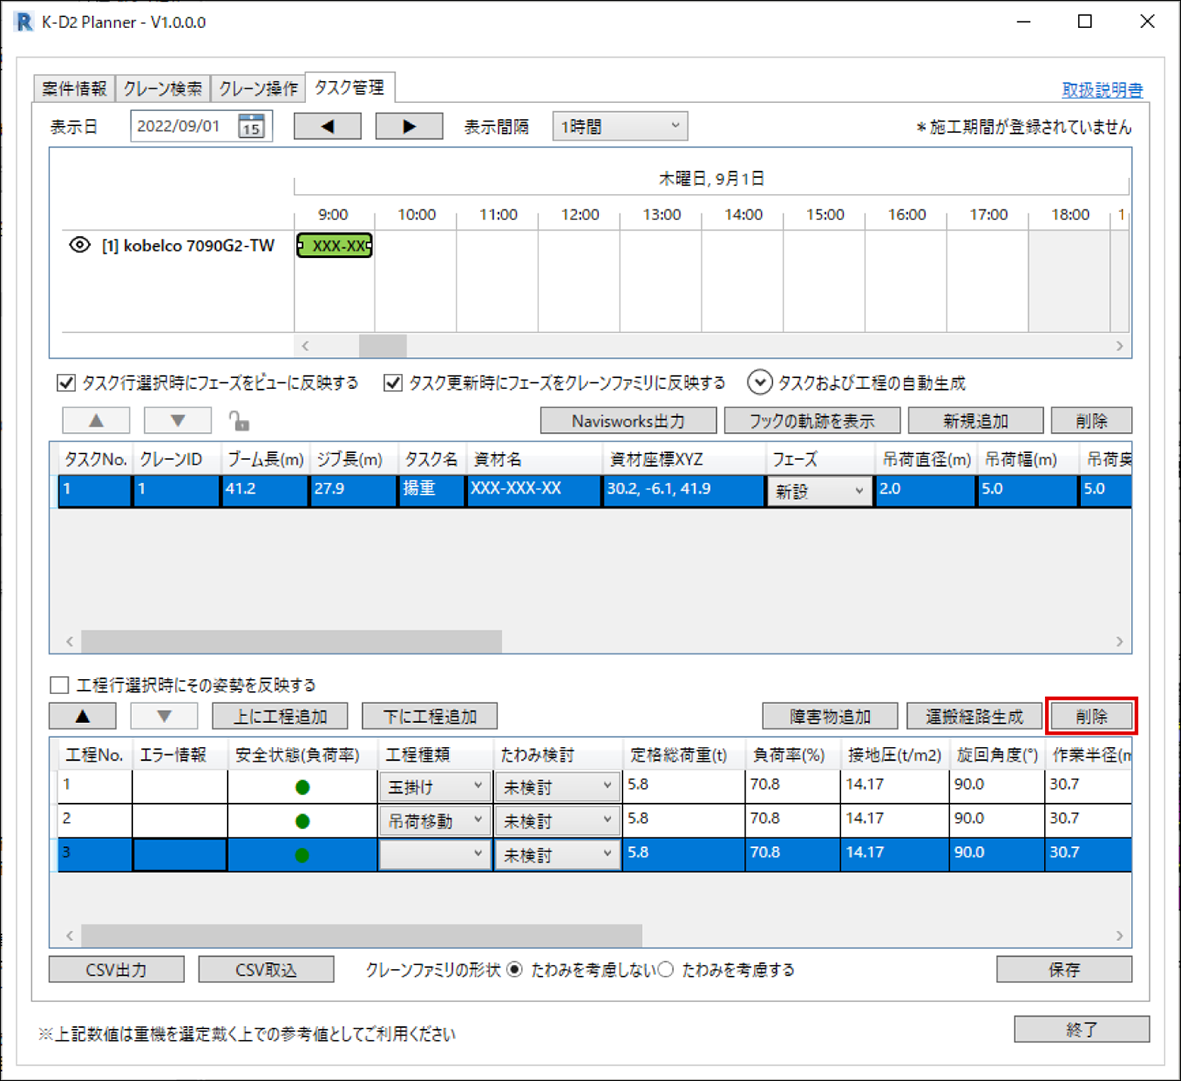 K-D2 Planner - V1.0.0.0
案件情報 クレーン検索 クレーン操作 タスク管理 取扱説明書
表示日 2022/09/01 15 ◀ ▶ 表示間隔 1時間 *施工期間が登録されていません
木曜日, 9月1日
9:00 10:00 11:00 12:00 13:00 14:00 15:00 16:00 17:00 18:00 1
[1] kobelco 7090G2-TW XXX-XX
タスク行選択時にフェーズをビューに反映する タスク更新時にフェーズをクレーンファミリに反映する タスクおよび工程の自動生成
▲ ▼ Navisworks出力 フックの軌跡を表示 新規追加 削除
タスクNo. クレーンID ブーム長(m) ジブ長(m) タスク名 資材名 資材座標XYZ フェーズ 吊荷直径(m) 吊荷幅(m) 吊荷奥
1 1 41.2 27.9 揚重 XXX-XXX-XX 30.2, -6.1, 41.9 新設 2.0 5.0 5.0
工程行選択時にその姿勢を反映する
▲ ▼ 上に工程追加 下に工程追加 障害物追加 運搬経路生成 削除
工程No. エラー情報 安全状態(負荷率) 工程種類 たわみ検討 定格総荷重(t) 負荷率(%) 接地圧(t/m2) 旋回角度(°) 作業半径(m
1 玉掛け 未検討 5.8 70.8 14.17 90.0 30.7
2 吊荷移動 未検討 5.8 70.8 14.17 90.0 30.7
3 未検討 5.8 70.8 14.17 90.0 30.7
CSV出力 CSV取込 クレーンファミリの形状 たわみを考慮しない たわみを考慮する 保存
※上記数値は重機を選定戴く上での参考値としてご利用ください 終了